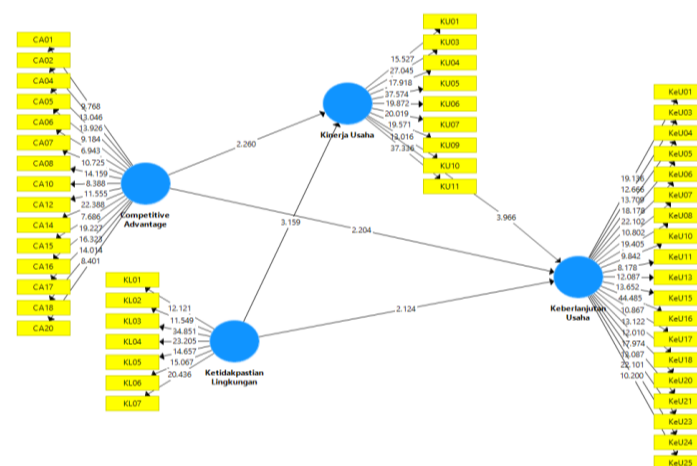 CA01
CA02
CA04
CA05
CA06
CA07
CA08
CA10
CA12
CA14
CA15
CA16
CA17
CA18
CA20
9.768
13.046
13.926
9.184
6.943
10.725
14.159
8.388
11.555
22.388
7.686
19.227
16.323
14.014
8.401
Competitive
Advantage
2.260
2.204
KL01
KL02
KL03
KL04
KL05
KL06
KL07
12.121
11.549
34.851
23.205
14.657
15.067
20.436
Ketidakpastian
Lingkungan
3.159
2.124
Kinerja Usaha
15.527
27.045
17.918
37.574
19.872
20.019
19.571
13.016
37.336
KU01
KU03
KU04
KU05
KU06
KU07
KU09
KU10
KU11
3.966
Keberlanjutan
Usaha
12.666
13.709
18.178
22.102
10.802
19.405
9.842
8.178
12.087
13.652
44.485
10.867
13.122
12.010
17.974
22.101
10.200
KeU01
KeU03
KeU04
KeU05
KeU06
KeU07
KeU08
KeU10
KeU11
KeU13
KeU15
KeU16
KeU17
KeU18
KeU20
KeU21
KeU23
KeU24
KeU25